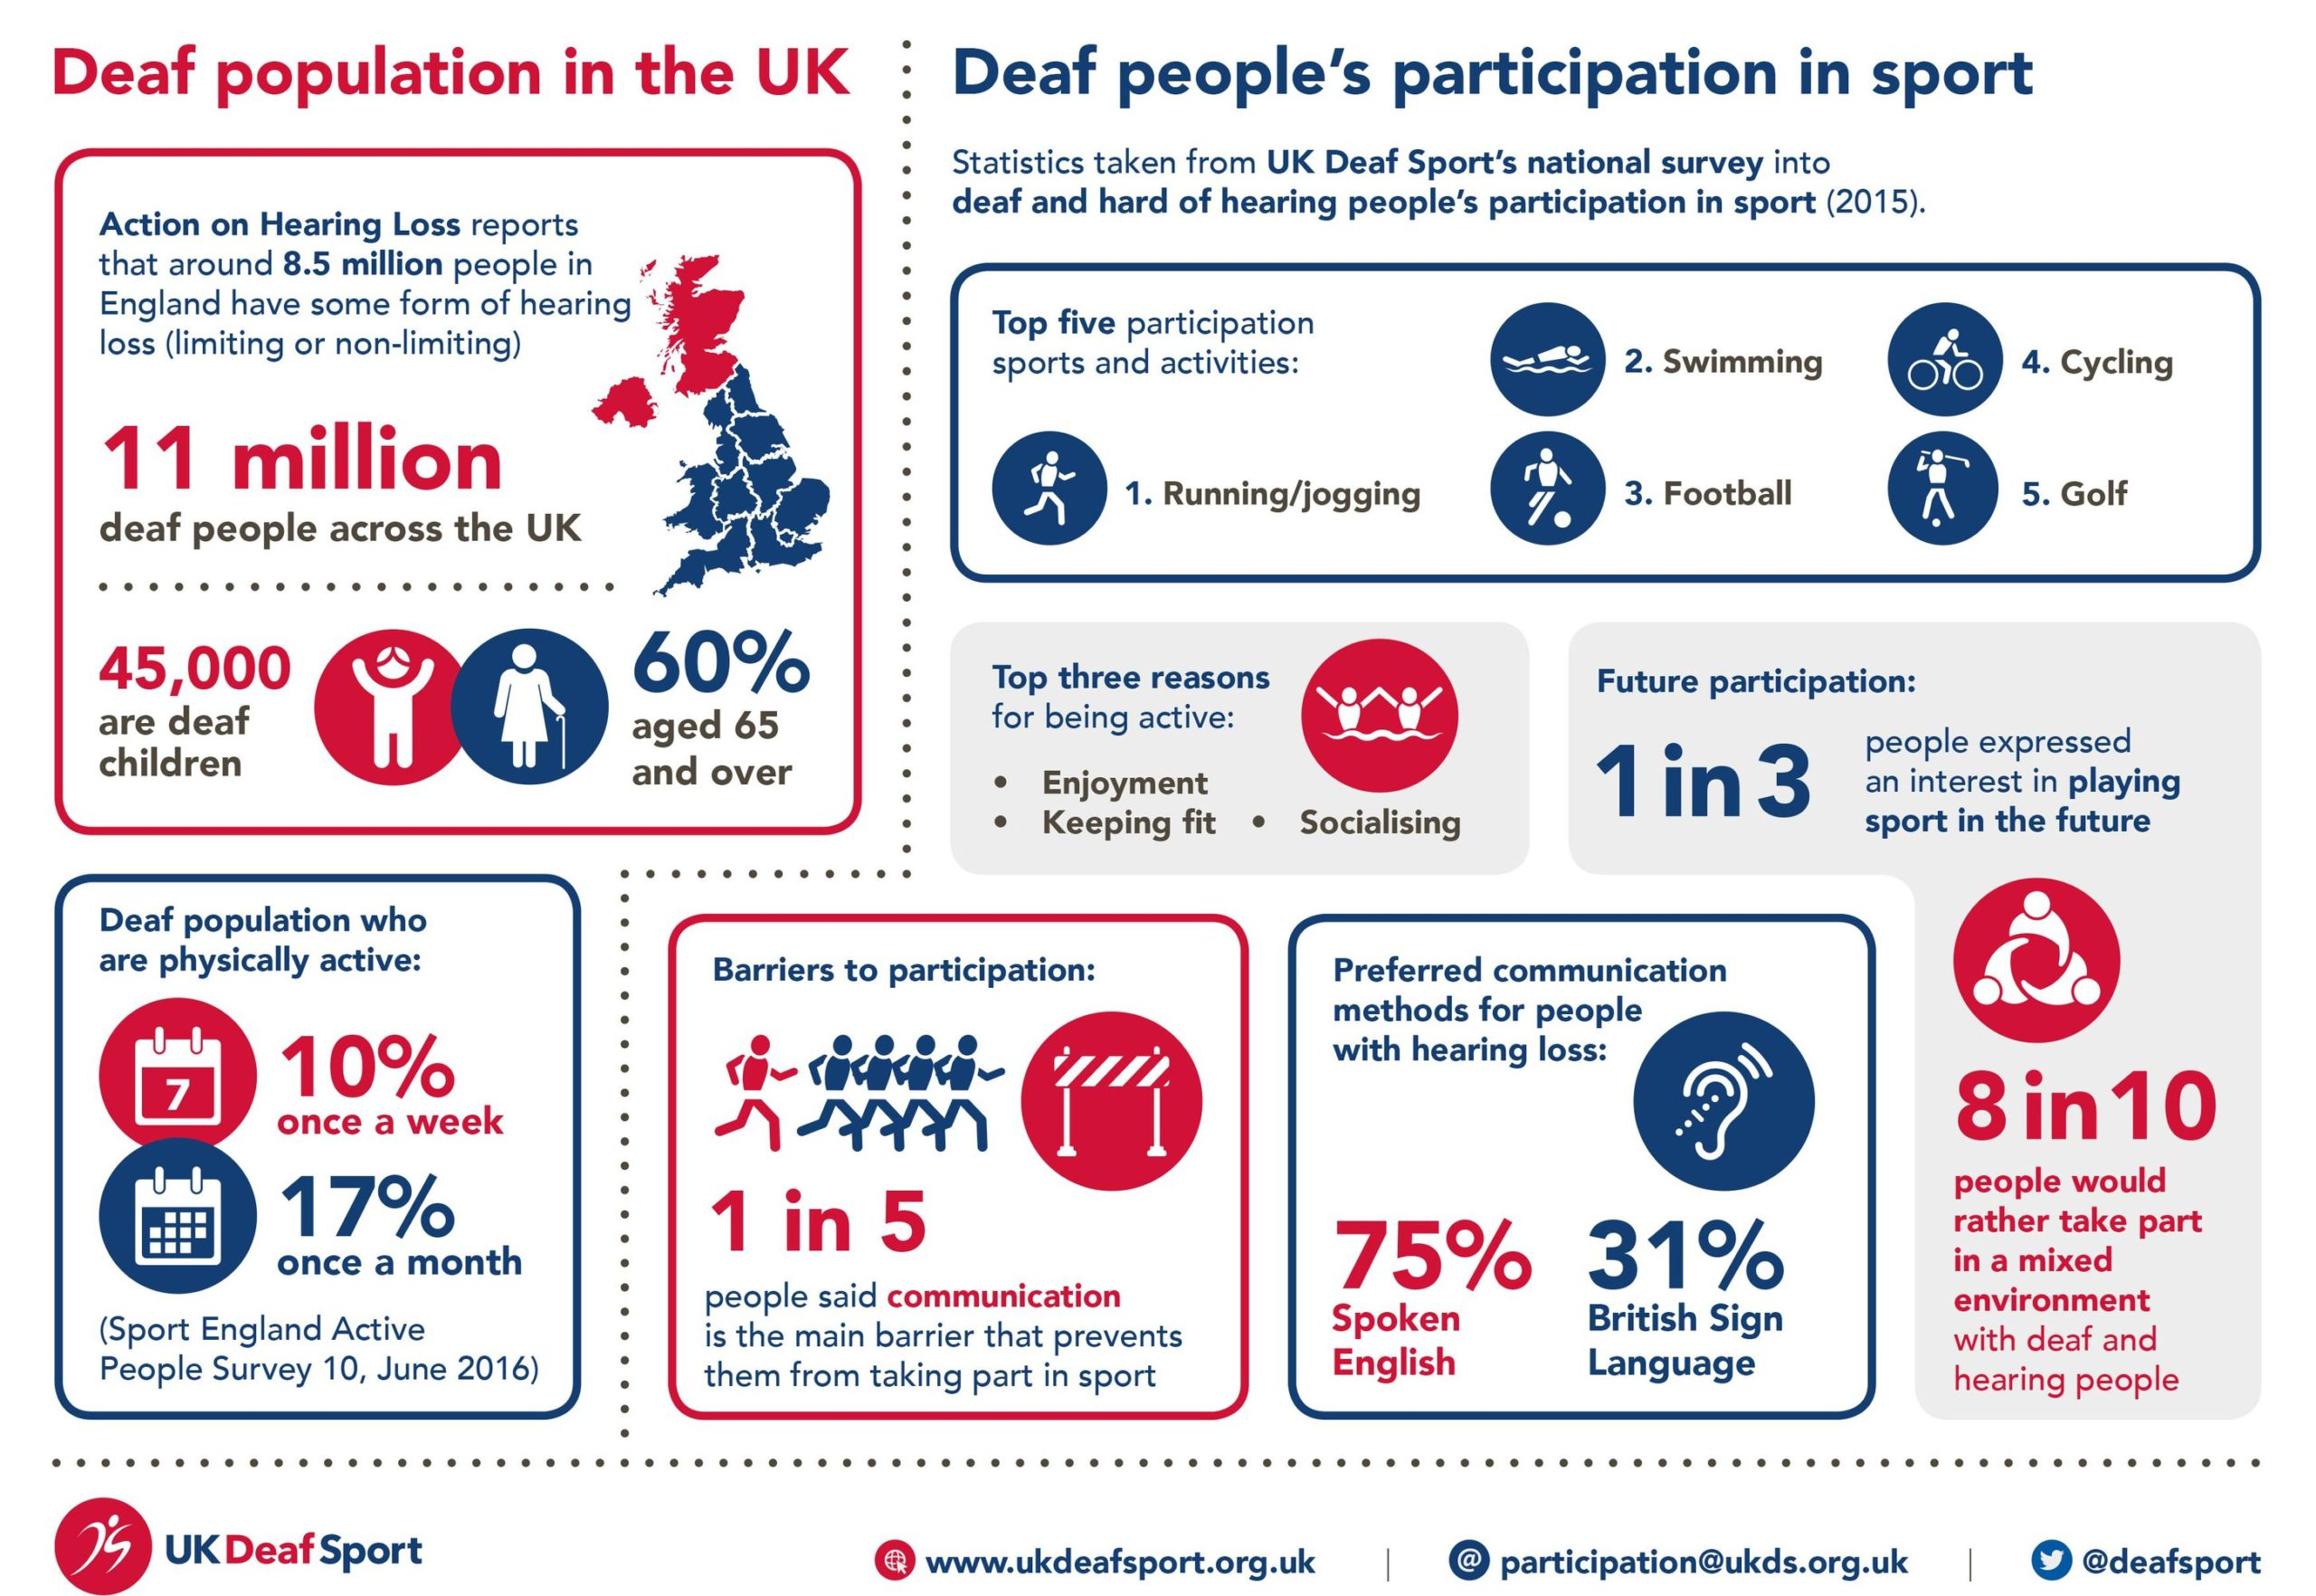 Deaf population in the UK
Action on Hearing Loss reports
that around 8.5 million people in
England have some form of hearing
loss (limiting or non-limiting)
11 million
deaf people across the UK
45,000
are deaf
children
60%
aged 65
and over
Deaf population who
are physically active:
7
10%
once a week
17%
once a month
(Sport England Active
People Survey 10, June 2016)
Deaf people's participation in sport
Statistics taken from UK Deaf Sport's national survey into
deaf and hard of hearing people's participation in sport (2015).
Top five participation
sports and activities:
1. Running/jogging
2. Swimming
3. Football
4. Cycling
5. Golf
Top three reasons
for being active:
• Enjoyment
• Keeping fit • Socialising
Future participation:
1 in 3
people expressed
an interest in playing
sport in the future
8 in 10
people would
rather take part
in a mixed
environment
with deaf and
hearing people
Barriers to participation:
1 in 5
people said communication
is the main barrier that prevents
them from taking part in sport
Preferred communication
methods for people
with hearing loss:
75%
Spoken
English
31%
British Sign
Language
UK Deaf Sport
www.ukdeafsport.org.uk | @ participation@ukds.org.uk | @deafsport